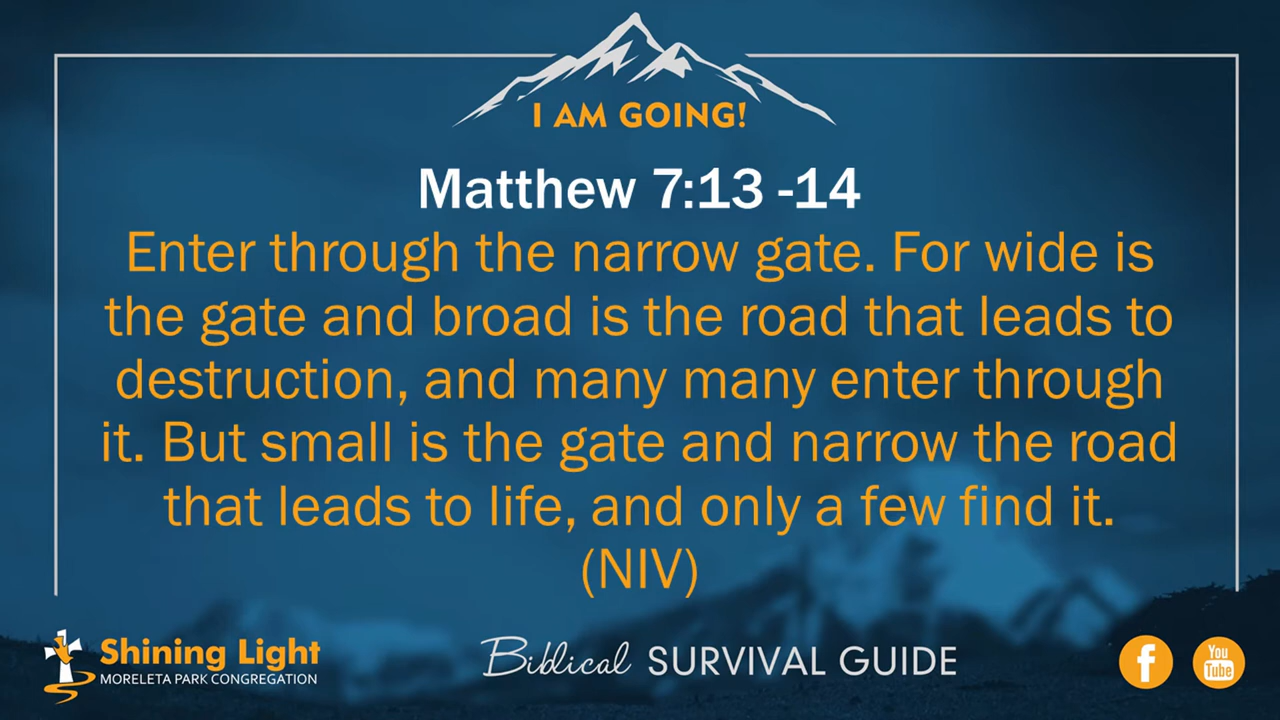 I AM GOING!
Matthew 7:13 -14
Enter through the narrow gate. For wide is
the gate and broad is the road that leads to
destruction, and many many enter through
it. But small is the gate and narrow the road
that leads to life, and only a few find it.
(NIV)
Shining Light
MORELETA PARK CONGREGATION
Biblical SURVIVAL GUIDE
f
You
Tube